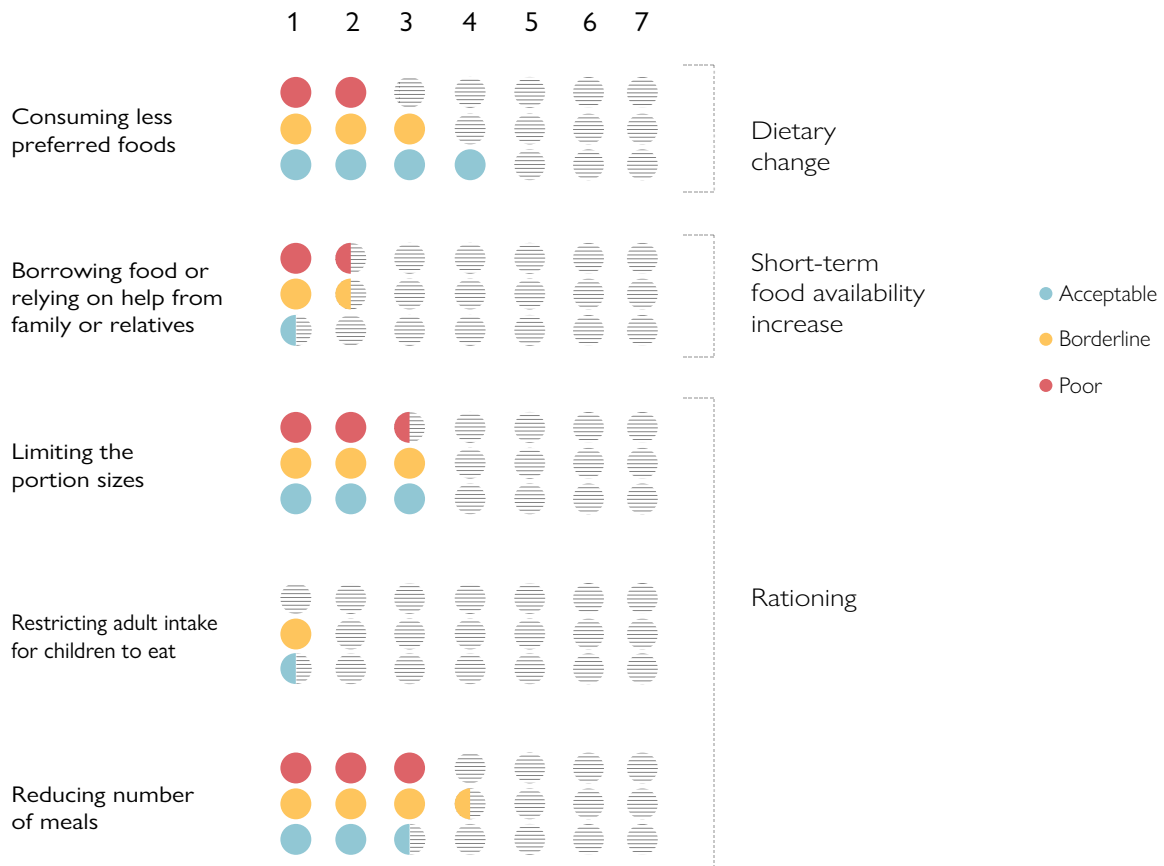 1 2 3 4 5 6 7
Consuming less
preferred foods
Dietary
change
Borrowing food or
relying on help from
family or relatives
Short-term
food availability
increase
Acceptable
Borderline
Poor
Limiting the
portion sizes
Restricting adult intake
for children to eat
Rationing
Reducing number
of meals